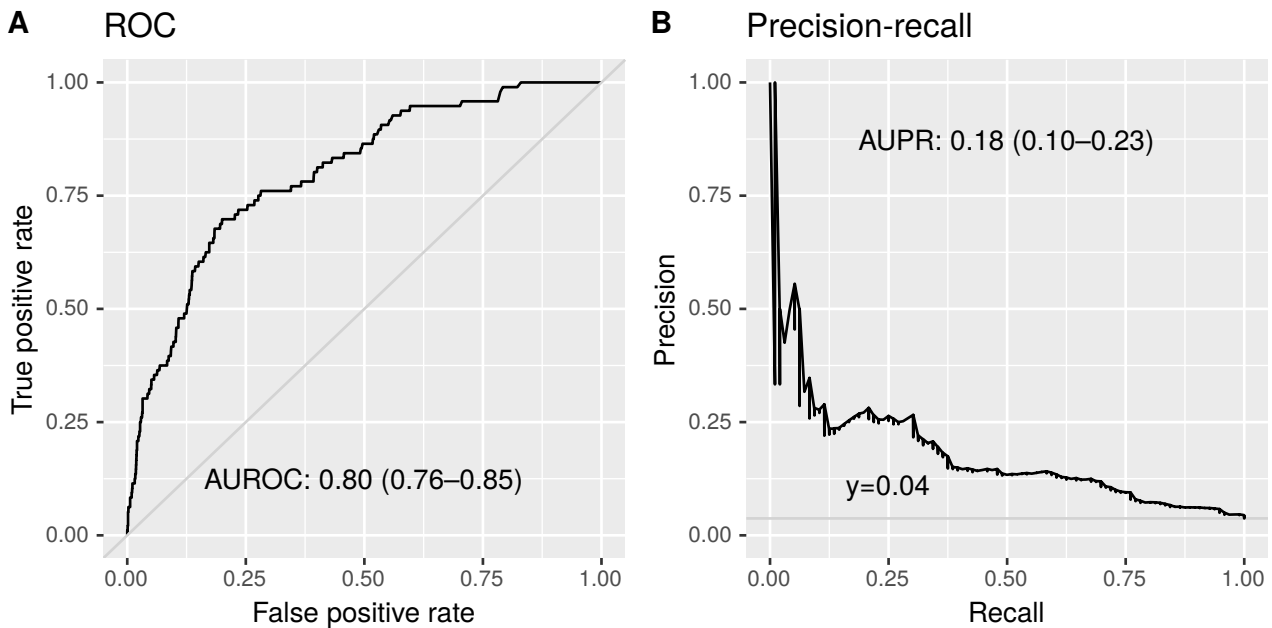 A
ROC
1.00
0.75
0.50
0.25
0.00
True positive rate
AUROC: 0.80 (0.76–0.85)
0.00 0.25 0.50 0.75 1.00
False positive rate
B
Precision-recall
1.00
0.75
0.50
0.25
0.00
Precision
AUPR: 0.18 (0.10–0.23)
y=0.04
0.00 0.25 0.50 0.75 1.00
Recall